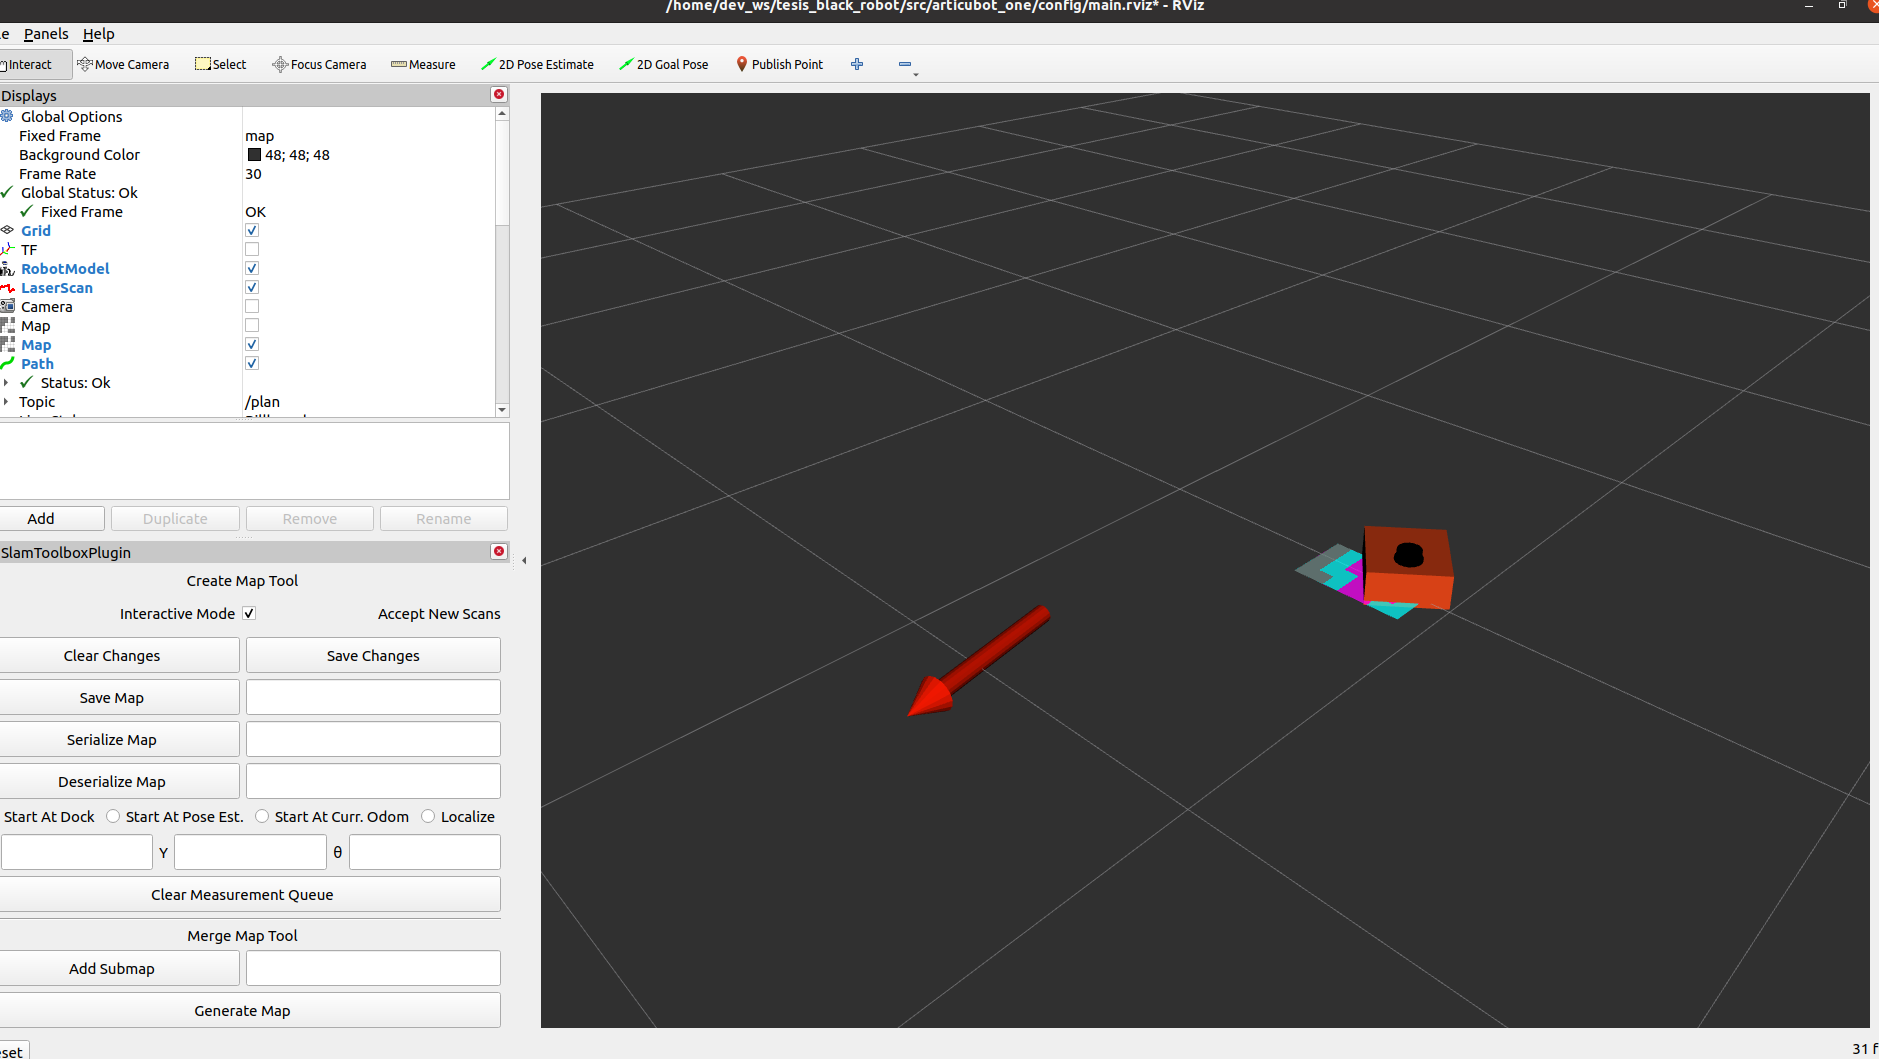 /home/dev_ws/tesis_black_robot/src/articubot_one/config/main.rviz* - RViz
Panels Help
Interact Move Camera Select Focus Camera Measure 2D Pose Estimate 2D Goal Pose Publish Point
Displays
Global Options
Fixed Frame map
Background Color 48; 48; 48
Frame Rate 30
Global Status: Ok
Fixed Frame OK
Grid
TF
RobotModel
LaserScan
Camera
Map
Map
Path
Status: Ok
Topic /plan
Add Duplicate Remove Rename
SlamToolboxPlugin
Create Map Tool
Interactive Mode Accept New Scans
Clear Changes Save Changes
Save Map
Serialize Map
Deserialize Map
Start At Dock Start At Pose Est. Start At Curr. Odom Localize
Y θ
Clear Measurement Queue
Merge Map Tool
Add Submap
Generate Map
31 f